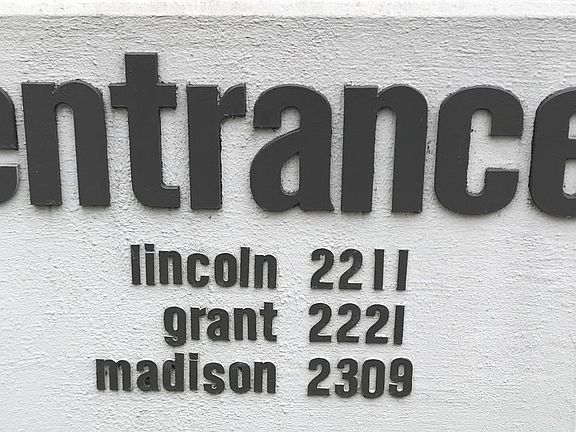 entrance
lincoln 2211
grant 2221
madison 2309